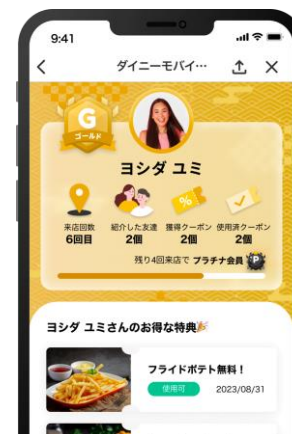 9:41
ダイニーモバイ…
G
ゴールド
ヨシダ ユミ
来店回数 紹介した友達 獲得クーポン 使用済クーポン
6回目 2個 2個 2個
残り4回来店で プラチナ会員 P
ヨシダ ユミさんのお得な特典🎉
フライドポテト無料！
使用可 2023/08/31